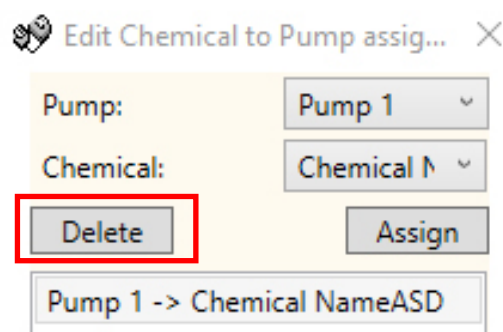 Edit Chemical to Pump assig...
Pump: Pump 1
Chemical: Chemical N
Delete Assign
Pump 1 -> Chemical NameASD